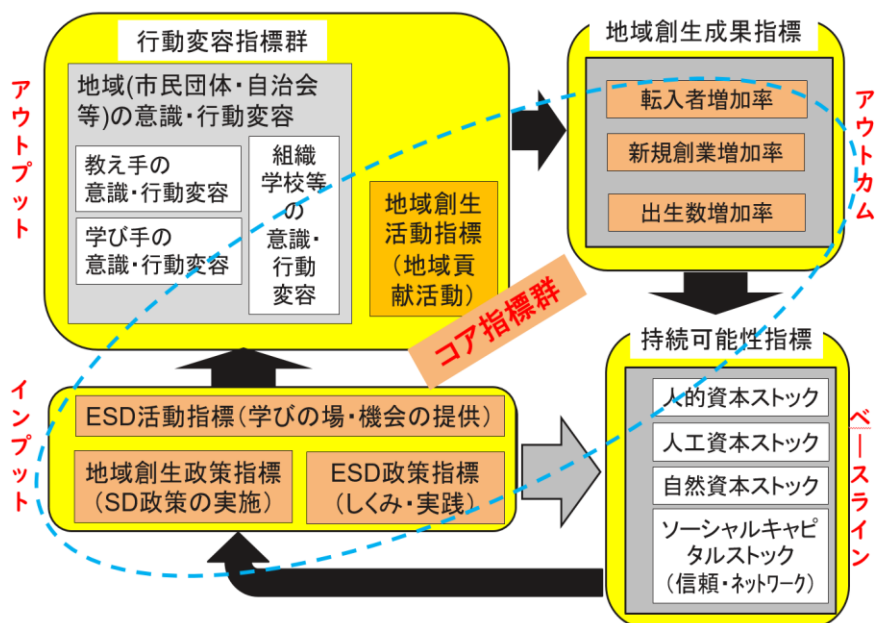 アウトプット
行動変容指標群
地域(市民団体・自治会
等)の意識・行動変容
教え手の
意識・行動変容
学び手の
意識・行動変容
組織
学校等
の
意識・
行動
変容
地域創生
活動指標
(地域貢
献活動)
地域創生成果指標
転入者増加率
新規創業増加率
出生数増加率
アウトカム
コア指標群
インプット
ESD活動指標(学びの場・機会の提供)
地域創生政策指標
(SD政策の実施)
ESD政策指標
(しくみ・実践)
持続可能性指標
人的資本ストック
人工資本ストック
自然資本ストック
ソーシャルキャピ
タルストック
(信頼・ネットワーク)
ベースライン